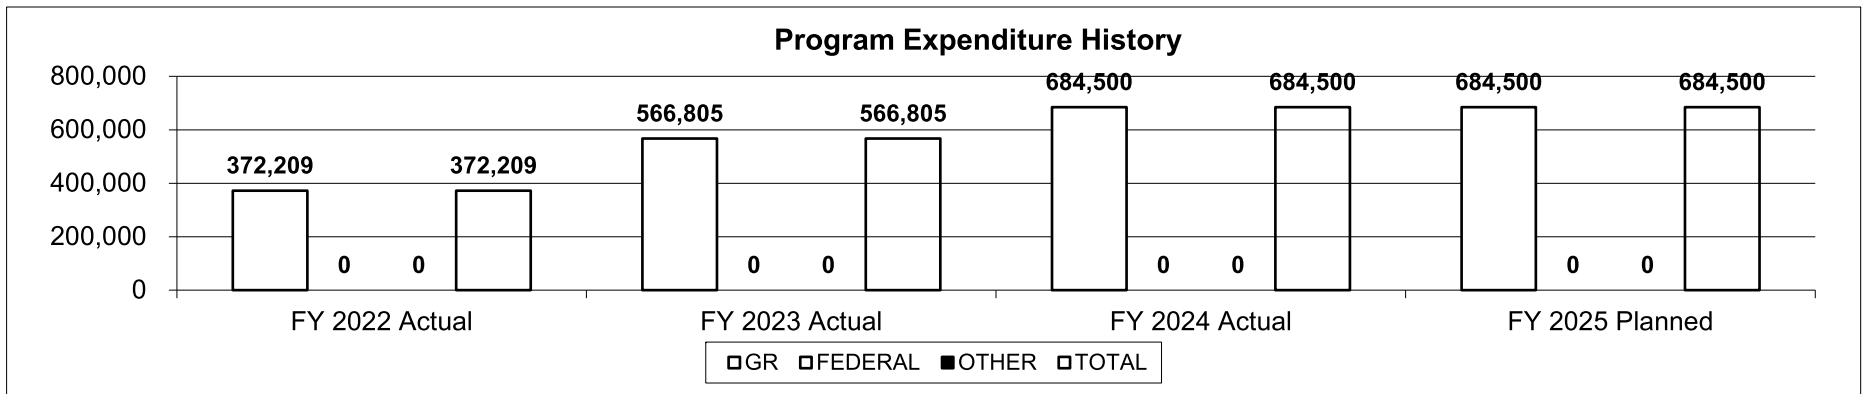 Program Expenditure History
800,000
600,000
400,000
200,000
0
372,209 0 0 372,209
566,805 0 0 566,805
684,500 0 0 684,500
684,500 0 0 684,500
FY 2022 Actual FY 2023 Actual FY 2024 Actual FY 2025 Planned
GR FEDERAL OTHER TOTAL